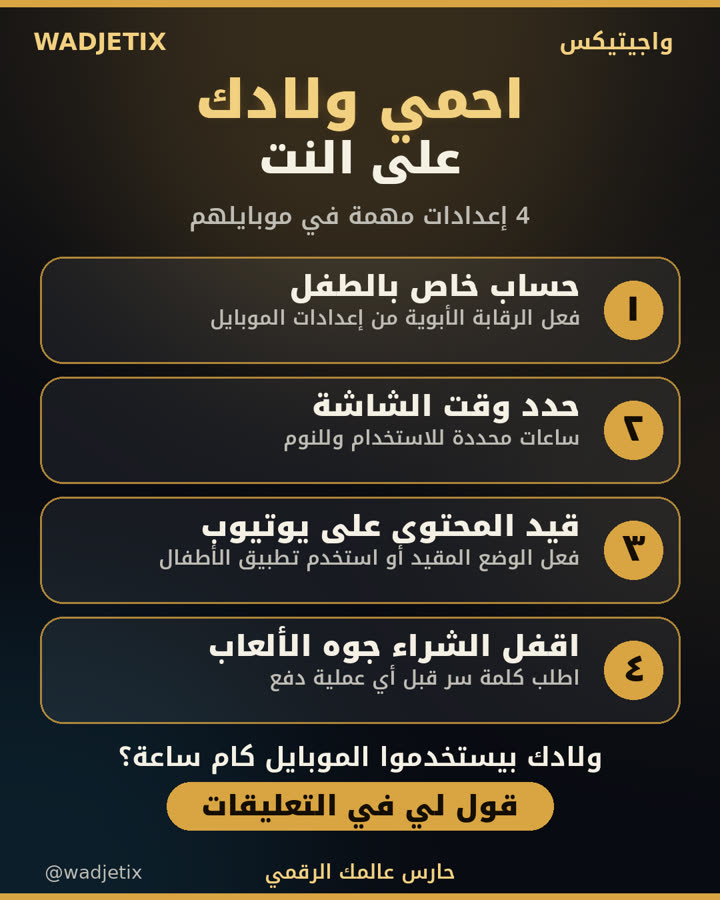 واجيتيكس
WADJETIX
احمي ولادك
على النت
4 إعدادات مهمة في موبايلهم
١
حساب خاص بالطفل
فعل الرقابة الأبوية من إعدادات الموبايل
٢
حدد وقت الشاشة
ساعات محددة للاستخدام وللنوم
٣
قيد المحتوى على يوتيوب
فعل الوضع المقيد أو استخدم تطبيق الأطفال
٤
اقفل الشراء جوه الألعاب
اطلب كلمة سر قبل أي عملية دفع
ولادك بيستخدموا الموبايل كام ساعة؟
قول لي في التعليقات
حارس عالمك الرقمي
@wadjetix